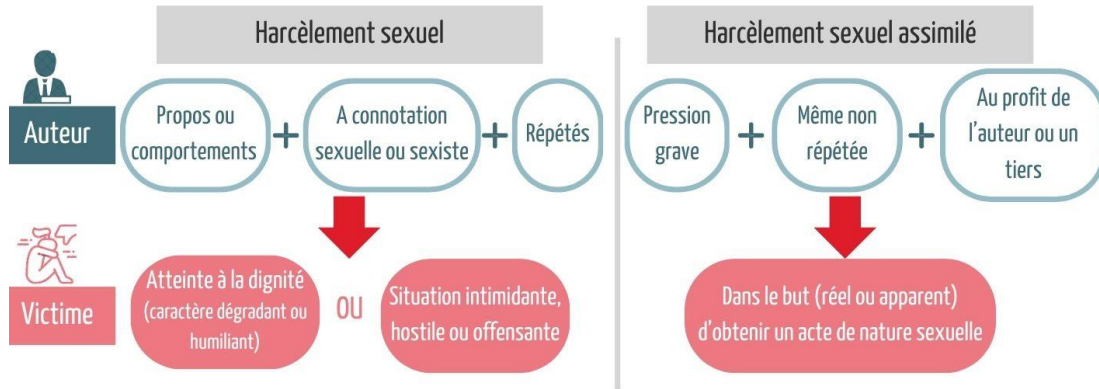 Harcèlement sexuel
Harcèlement sexuel assimilé
Auteur
Propos ou
comportements
+
A connotation
sexuelle ou sexiste
+
Répétés
Pression
grave
+
Même non
répétée
+
Au profit de
l'auteur ou un
tiers
Victime
Atteinte à la dignité
(caractère dégradant ou
humiliant)
OU
Situation intimidante,
hostile ou offensante
Dans le but (réel ou apparent)
d'obtenir un acte de nature sexuelle